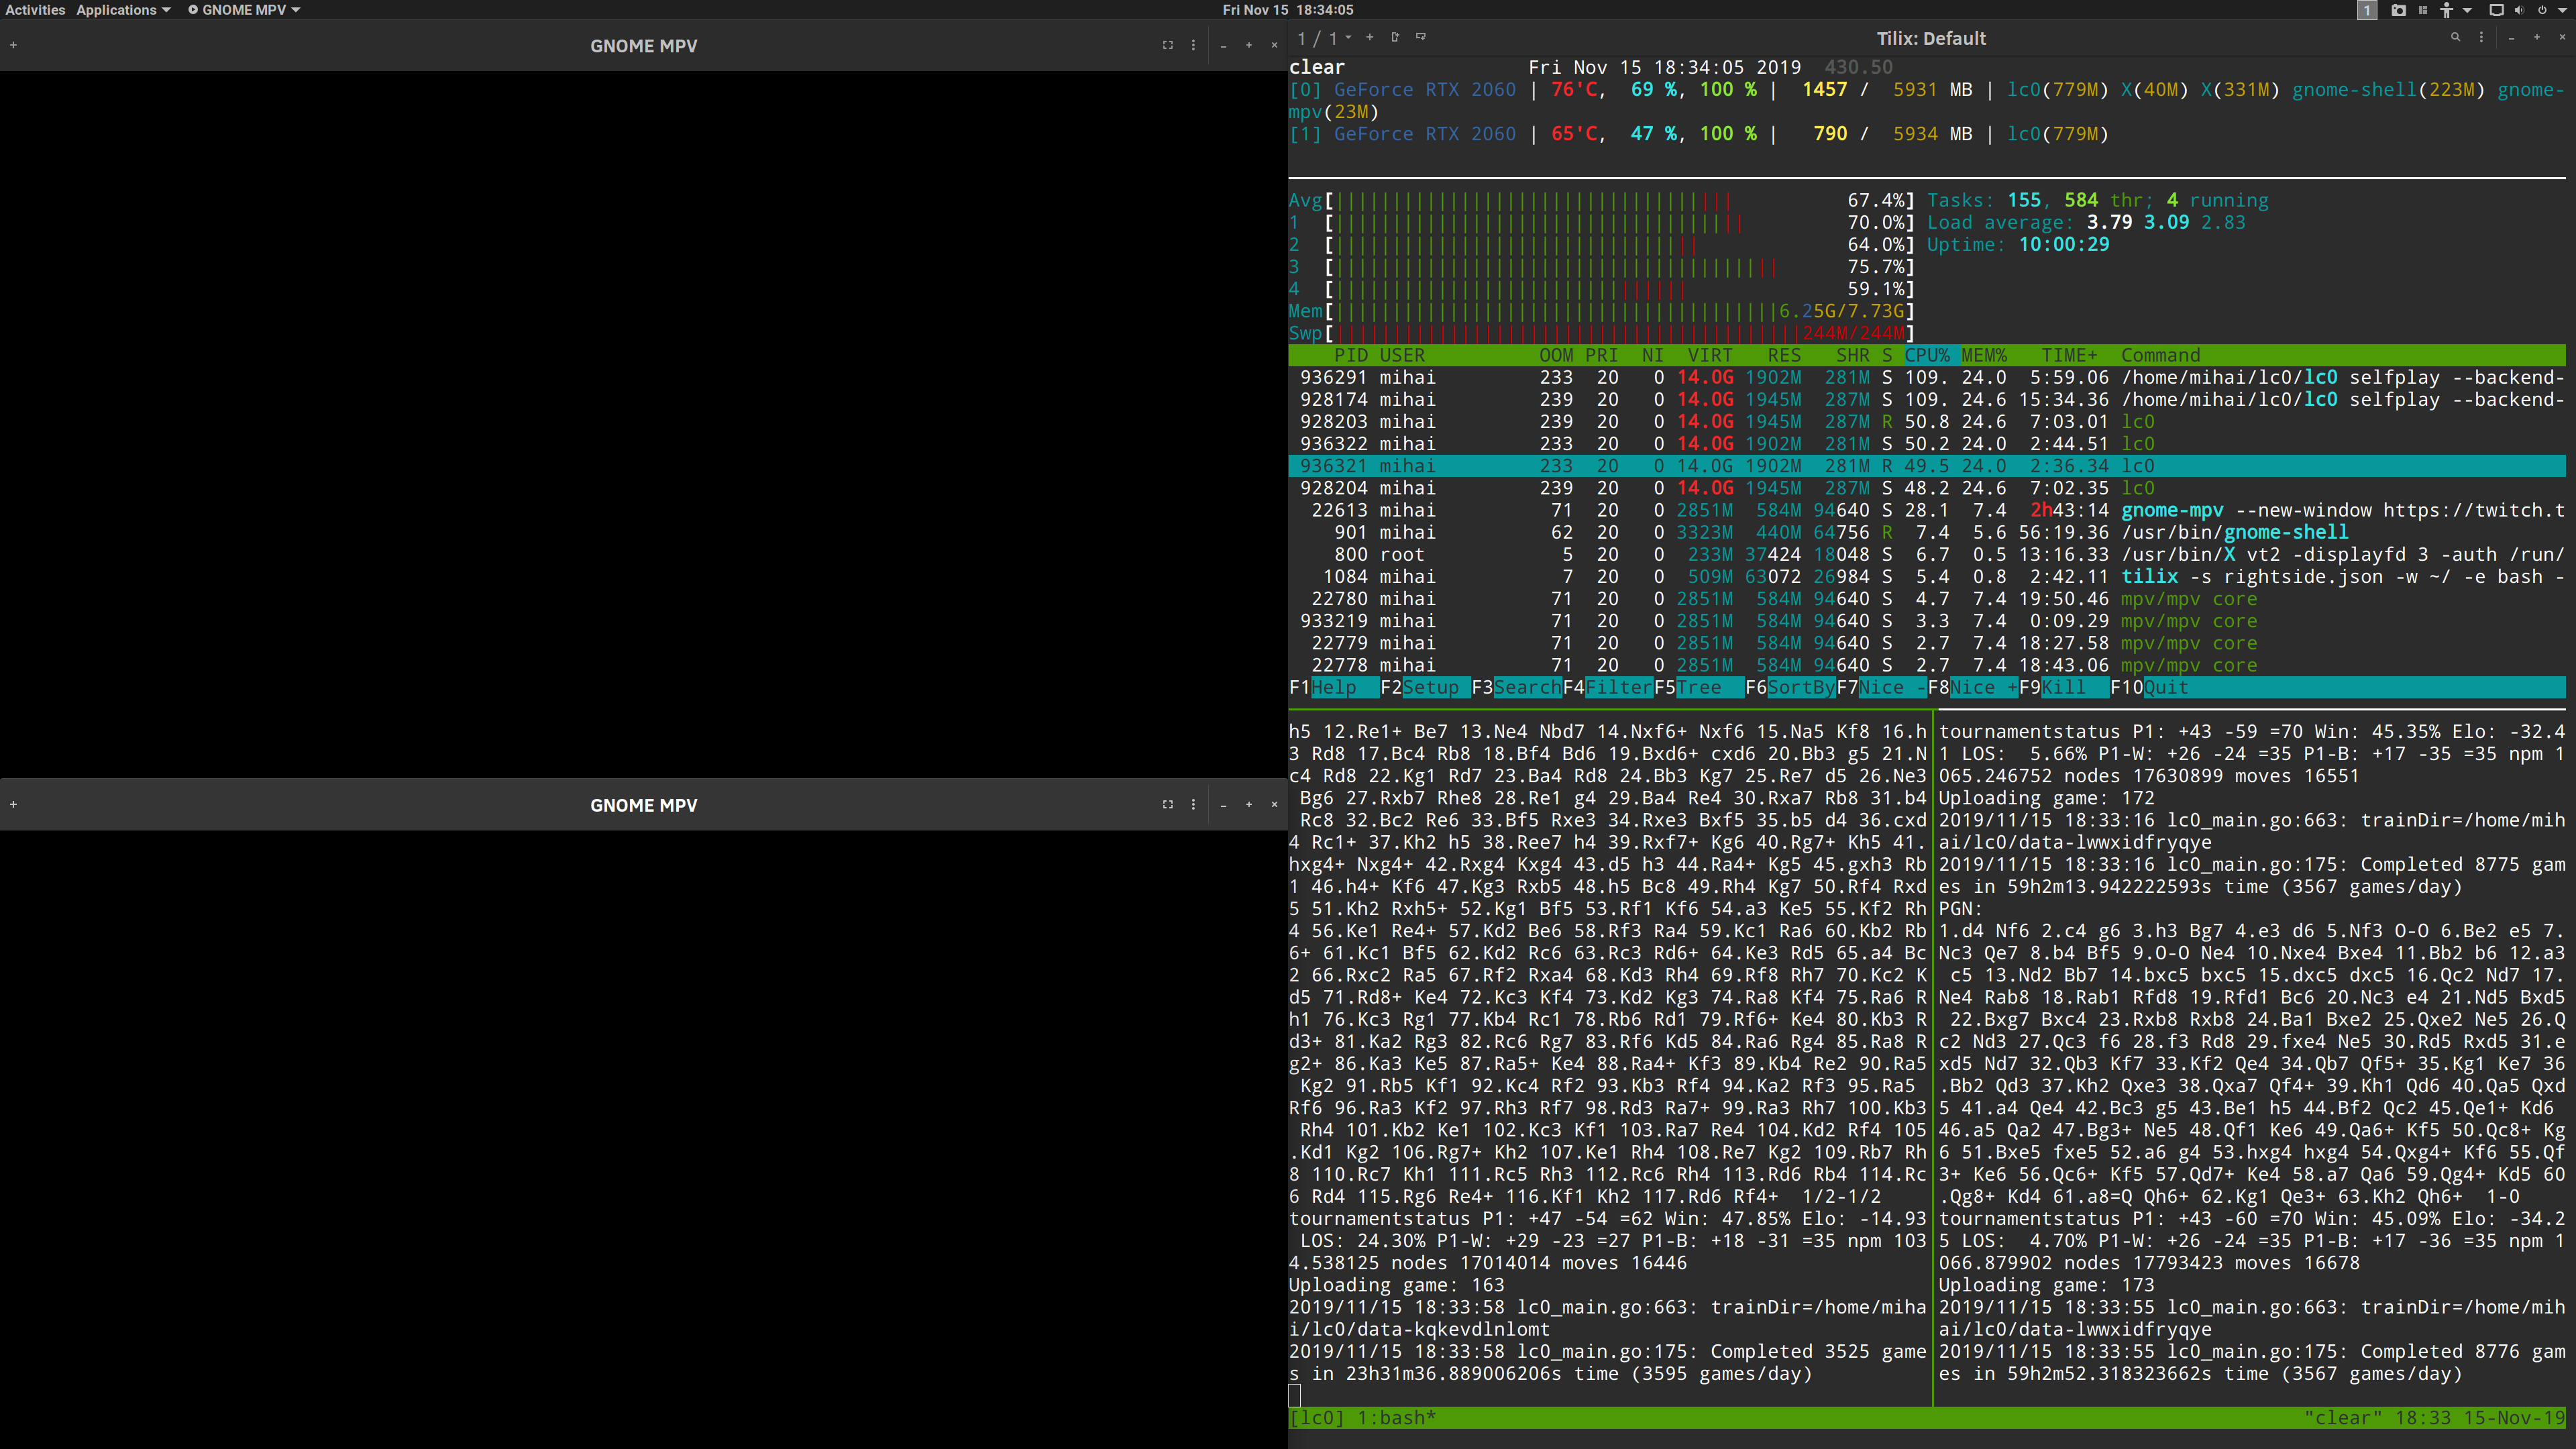 Activities Applications GNOME MPV Fri Nov 15 18:34:05 1
GNOME MPV
GNOME MPV
1 / 1 Tilix: Default
clear Fri Nov 15 18:34:05 2019 430.50
[0] GeForce RTX 2060 | 76'C, 69 %, 100 % | 1457 / 5931 MB | lc0(779M) X(40M) X(331M) gnome-shell(223M) gnome-
mpv(23M)
[1] GeForce RTX 2060 | 65'C, 47 %, 100 % | 790 / 5934 MB | lc0(779M)
Avg[ 67.4%] Tasks: 155, 584 thr; 4 running
1 [ 70.0%] Load average: 3.79 3.09 2.83
2 [ 64.0%] Uptime: 10:00:29
3 [ 75.7%]
4 [ 59.1%]
Mem[ 6.25G/7.73G]
Swp[ 244M/244M]
PID USER OOM PRI NI VIRT RES SHR S CPU% MEM% TIME+ Command
936291 mihai 233 20 0 14.0G 1902M 281M S 109. 24.0 5:59.06 /home/mihai/lc0/lc0 selfplay --backend-
928174 mihai 239 20 0 14.0G 1945M 287M S 109. 24.6 15:34.36 /home/mihai/lc0/lc0 selfplay --backend-
928203 mihai 239 20 0 14.0G 1945M 287M R 50.8 24.6 7:03.01 lc0
936322 mihai 233 20 0 14.0G 1902M 281M S 50.2 24.0 2:44.51 lc0
936321 mihai 233 20 0 14.0G 1902M 281M R 49.5 24.0 2:36.34 lc0
928204 mihai 239 20 0 14.0G 1945M 287M S 48.2 24.6 7:02.35 lc0
22613 mihai 71 20 0 2851M 584M 94640 S 28.1 7.4 2h43:14 gnome-mpv --new-window https://twitch.t
901 mihai 62 20 0 3323M 440M 64756 R 7.4 5.6 56:19.36 /usr/bin/gnome-shell
800 root 5 20 0 233M 37424 18048 S 6.7 0.5 13:16.33 /usr/bin/X vt2 -displayfd 3 -auth /run/
1084 mihai 7 20 0 509M 63072 26984 S 5.4 0.8 2:42.11 tilix -s rightside.json -w ~/ -e bash -
22780 mihai 71 20 0 2851M 584M 94640 S 4.7 7.4 19:50.46 mpv/mpv core
933219 mihai 71 20 0 2851M 584M 94640 S 3.3 7.4 0:09.29 mpv/mpv core
22779 mihai 71 20 0 2851M 584M 94640 S 2.7 7.4 18:27.58 mpv/mpv core
22778 mihai 71 20 0 2851M 584M 94640 S 2.7 7.4 18:43.06 mpv/mpv core
F1Help F2Setup F3SearchF4FilterF5Tree F6SortByF7Nice -F8Nice +F9Kill F10Quit
h5 12.Re1+ Be7 13.Ne4 Nbd7 14.Nxf6+ Nxf6 15.Na5 Kf8 16.h
3 Rd8 17.Bc4 Rb8 18.Bf4 Bd6 19.Bxd6+ cxd6 20.Bb3 g5 21.N
c4 Rd8 22.Kg1 Rd7 23.Ba4 Rd8 24.Bb3 Kg7 25.Re7 d5 26.Ne3
Bg6 27.Rxb7 Rhe8 28.Re1 g4 29.Ba4 Re4 30.Rxa7 Rb8 31.b4
Rc8 32.Bc2 Re6 33.Bf5 Rxe3 34.Rxe3 Bxf5 35.b5 d4 36.cxd
4 Rc1+ 37.Kh2 h5 38.Ree7 h4 39.Rxf7+ Kg6 40.Rg7+ Kh5 41.
hxg4+ Nxg4+ 42.Rxg4 Kxg4 43.d5 h3 44.Ra4+ Kg5 45.gxh3 Rb
1 46.h4+ Kf6 47.Kg3 Rxb5 48.h5 Bc8 49.Rh4 Kg7 50.Rf4 Rxd
5 51.Kh2 Rxh5+ 52.Kg1 Bf5 53.Rf1 Kf6 54.a3 Ke5 55.Kf2 Rh
4 56.Ke1 Re4+ 57.Kd2 Be6 58.Rf3 Ra4 59.Kc1 Ra6 60.Kb2 Rb
6+ 61.Kc1 Bf5 62.Kd2 Rc6 63.Rc3 Rd6+ 64.Ke3 Rd5 65.a4 Bc
2 66.Rxc2 Ra5 67.Rf2 Rxa4 68.Kd3 Rh4 69.Rf8 Rh7 70.Kc2 K
d5 71.Rd8+ Ke4 72.Kc3 Kf4 73.Kd2 Kg3 74.Ra8 Kf4 75.Ra6 R
h1 76.Kc3 Rg1 77.Kb4 Rc1 78.Rb6 Rd1 79.Rf6+ Ke4 80.Kb3 R
d3+ 81.Ka2 Rg3 82.Rc6 Rg7 83.Rf6 Kd5 84.Ra6 Rg4 85.Ra8 R
g2+ 86.Ka3 Ke5 87.Ra5+ Ke4 88.Ra4+ Kf3 89.Kb4 Re2 90.Ra5
Kg2 91.Rb5 Kf1 92.Kc4 Rf2 93.Kb3 Rf4 94.Ka2 Rf3 95.Ra5
Rf6 96.Ra3 Kf2 97.Rh3 Rf7 98.Rd3 Ra7+ 99.Ra3 Rh7 100.Kb3
Rh4 101.Kb2 Ke1 102.Kc3 Kf1 103.Ra7 Re4 104.Kd2 Rf4 105
.Kd1 Kg2 106.Rg7+ Kh2 107.Ke1 Rh4 108.Re7 Kg2 109.Rb7 Rh
8 110.Rc7 Kh1 111.Rc5 Rh3 112.Rc6 Rh4 113.Rd6 Rb4 114.Rc
6 Rd4 115.Rg6 Re4+ 116.Kf1 Kh2 117.Rd6 Rf4+ 1/2-1/2
tournamentstatus P1: +47 -54 =62 Win: 47.85% Elo: -14.93
LOS: 24.30% P1-W: +29 -23 =27 P1-B: +18 -31 =35 npm 103
4.538125 nodes 17014014 moves 16446
Uploading game: 163
2019/11/15 18:33:58 lc0_main.go:663: trainDir=/home/miha
i/lc0/data-kqkevdlnlomt
2019/11/15 18:33:58 lc0_main.go:175: Completed 3525 game
s in 23h31m36.889006206s time (3595 games/day)
tournamentstatus P1: +43 -59 =70 Win: 45.35% Elo: -32.4
1 LOS: 5.66% P1-W: +26 -24 =35 P1-B: +17 -35 =35 npm 1
065.246752 nodes 17630899 moves 16551
Uploading game: 172
2019/11/15 18:33:16 lc0_main.go:663: trainDir=/home/mih
ai/lc0/data-lwwxidfryqye
2019/11/15 18:33:16 lc0_main.go:175: Completed 8775 gam
es in 59h2m13.942222593s time (3567 games/day)
PGN:
1.d4 Nf6 2.c4 g6 3.h3 Bg7 4.e3 d6 5.Nf3 O-O 6.Be2 e5 7.
Nc3 Qe7 8.b4 Bf5 9.O-O Ne4 10.Nxe4 Bxe4 11.Bb2 b6 12.a3
c5 13.Nd2 Bb7 14.bxc5 bxc5 15.dxc5 dxc5 16.Qc2 Nd7 17.
Ne4 Rab8 18.Rab1 Rfd8 19.Rfd1 Bc6 20.Nc3 e4 21.Nd5 Bxd5
22.Bxg7 Bxc4 23.Rxb8 Rxb8 24.Ba1 Bxe2 25.Qxe2 Ne5 26.Q
c2 Nd3 27.Qc3 f6 28.f3 Rd8 29.fxe4 Ne5 30.Rd5 Rxd5 31.e
xd5 Nd7 32.Qb3 Kf7 33.Kf2 Qe4 34.Qb7 Qf5+ 35.Kg1 Ke7 36
.Bb2 Qd3 37.Kh2 Qxe3 38.Qxa7 Qf4+ 39.Kh1 Qd6 40.Qa5 Qxd
5 41.a4 Qe4 42.Bc3 g5 43.Be1 h5 44.Bf2 Qc2 45.Qe1+ Kd6
46.a5 Qa2 47.Bg3+ Ne5 48.Qf1 Ke6 49.Qa6+ Kf5 50.Qc8+ Kg
6 51.Bxe5 fxe5 52.a6 g4 53.hxg4 hxg4 54.Qxg4+ Kf6 55.Qf
3+ Ke6 56.Qc6+ Kf5 57.Qd7+ Ke4 58.a7 Qa6 59.Qg4+ Kd5 60
.Qg8+ Kd4 61.a8=Q Qh6+ 62.Kg1 Qe3+ 63.Kh2 Qh6+ 1-0
tournamentstatus P1: +43 -60 =70 Win: 45.09% Elo: -34.2
5 LOS: 4.70% P1-W: +26 -24 =35 P1-B: +17 -36 =35 npm 1
066.879902 nodes 17793423 moves 16678
Uploading game: 173
2019/11/15 18:33:55 lc0_main.go:663: trainDir=/home/mih
ai/lc0/data-lwwxidfryqye
2019/11/15 18:33:55 lc0_main.go:175: Completed 8776 gam
es in 59h2m52.318323662s time (3567 games/day)
[lc0] 1:bash* "clear" 18:33 15-Nov-19